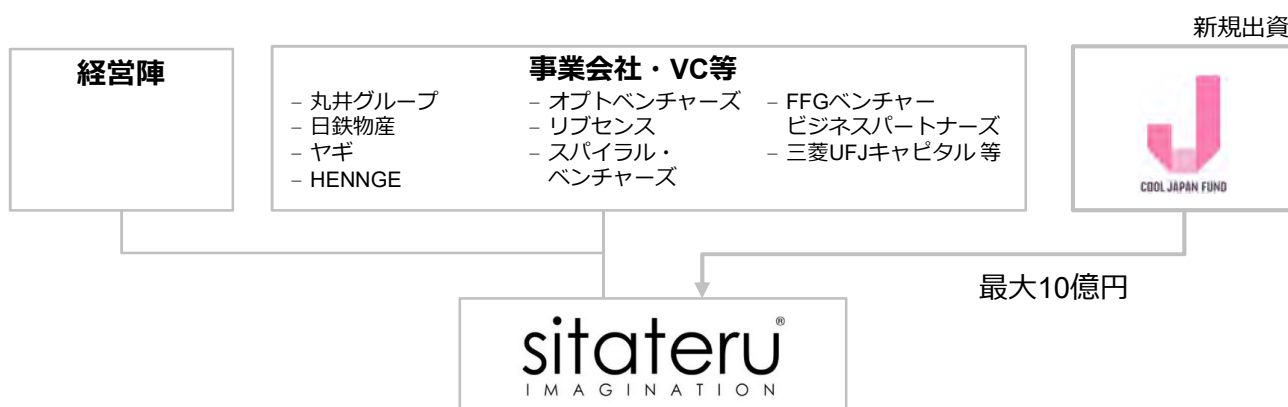 新規出資
経営陣
事業会社・VC等
– 丸井グループ
– 日鉄物産
– ヤギ
– HENNGE
– オプトベンチャーズ
– リブセンス
– スパイラル・
ベンチャーズ
– FFGベンチャー
ビジネスパートナーズ
– 三菱UFJキャピタル 等
COOL JAPAN FUND
最大10億円
sitateru®
IMAGINATION